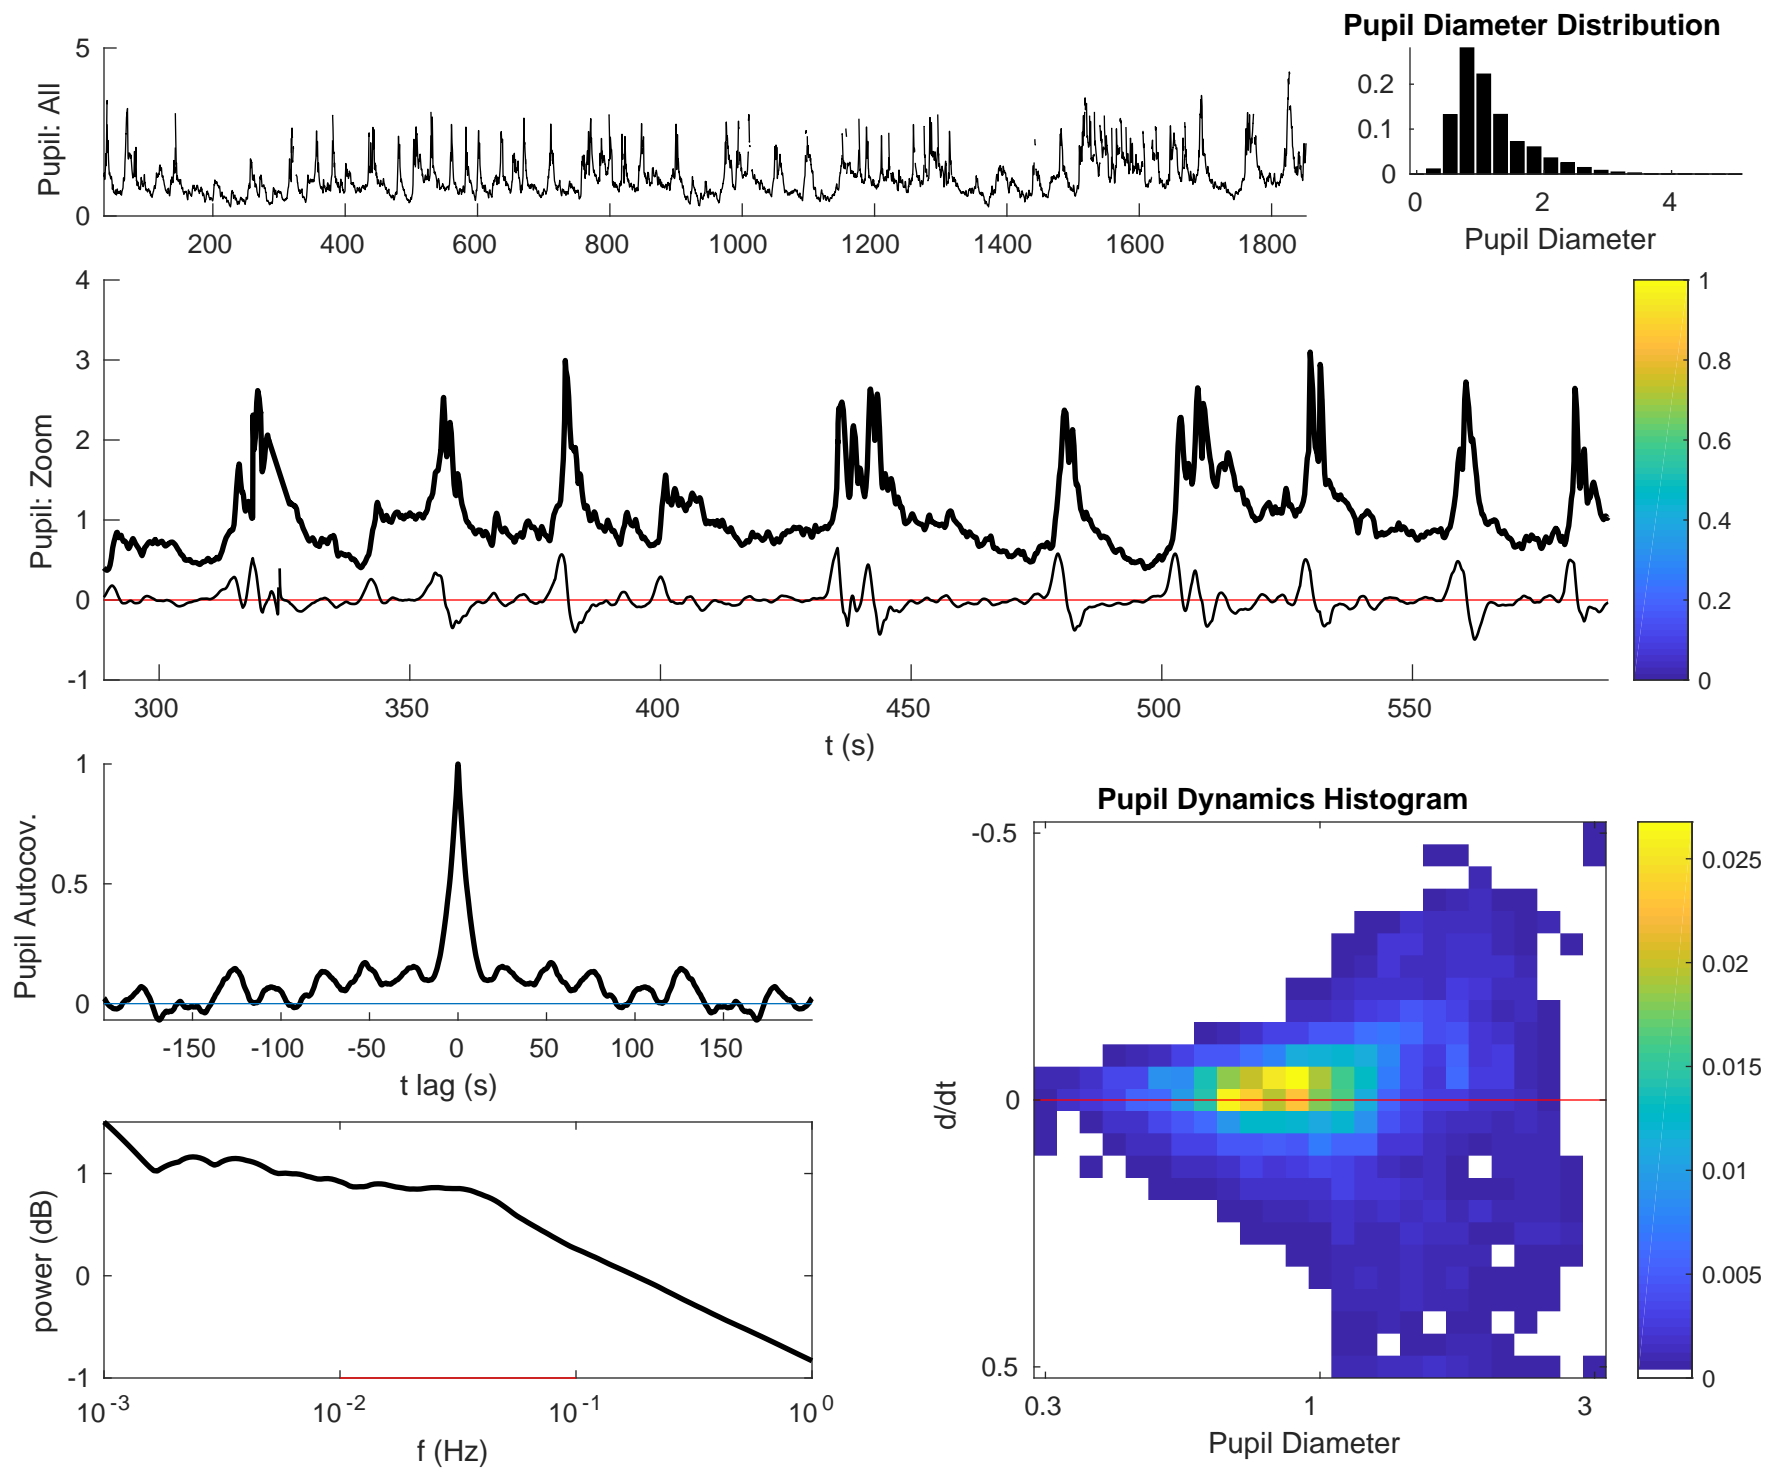 Pupil Diameter Distribution
5
0
Pupil: All
200 400 600 800 1000 1200 1400 1600 1800
0.2
0.1
0
0 2 4
Pupil Diameter
4
3
2
1
0
-1
Pupil: Zoom
300 350 400 450 500 550
t (s)
1
0.8
0.6
0.4
0.2
0
1
0.5
0
Pupil Autocov.
-150 -100 -50 0 50 100 150
t lag (s)
1
0
-1
power (dB)
10^-3 10^-2 10^-1 10^0
f (Hz)
Pupil Dynamics Histogram
-0.5
0
0.5
d/dt
0.3 1 3
Pupil Diameter
0.025
0.02
0.015
0.01
0.005
0